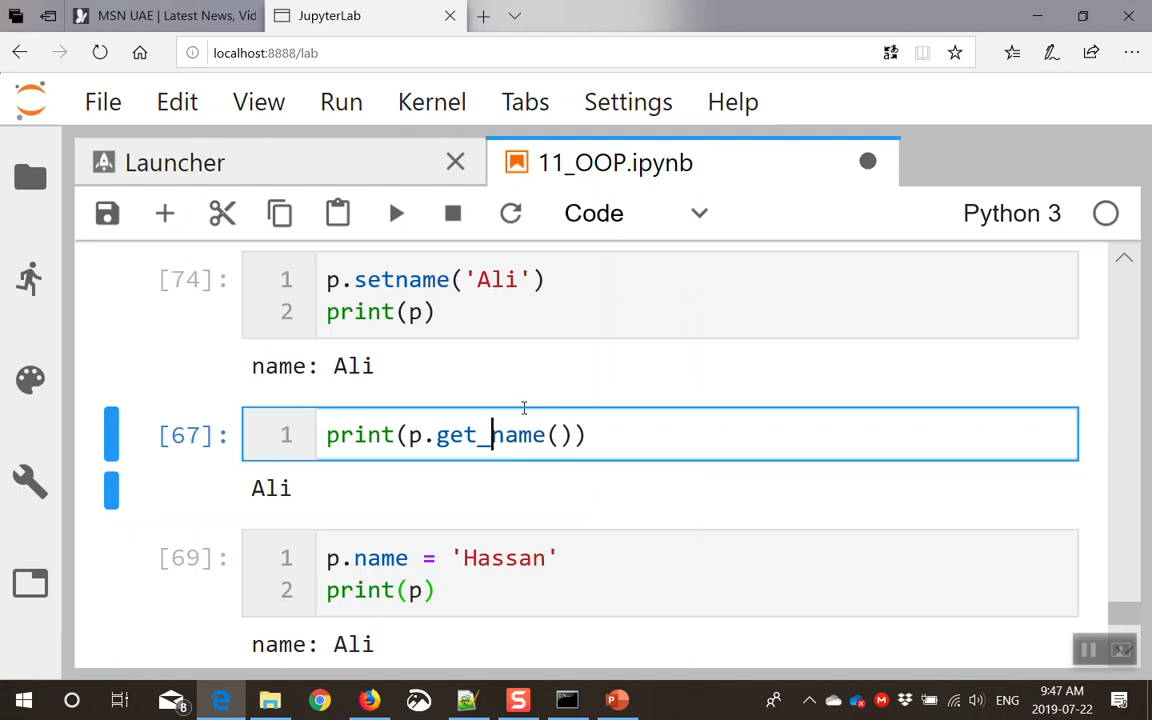 MSN UAE | Latest News, Vid
JupyterLab
localhost:8888/lab
File Edit View Run Kernel Tabs Settings Help
Launcher
11_OOP.ipynb
Code
Python 3
[74]:
1 p.setname('Ali')
2 print(p)
name: Ali
[67]:
1 print(p.get_name())
Ali
[69]:
1 p.name = 'Hassan'
2 print(p)
name: Ali
8
S
ENG
9:47 AM
2019-07-22